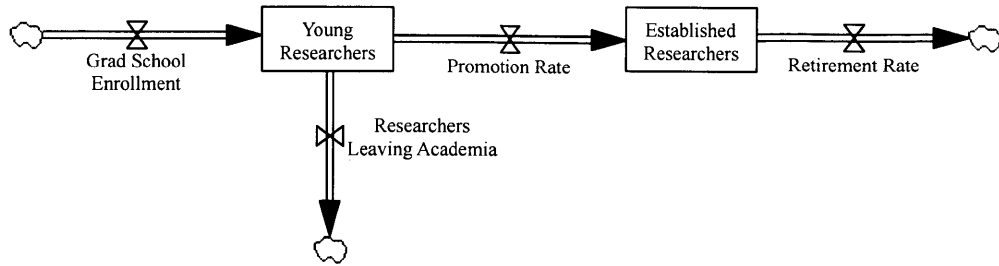 Young
Researchers
Established
Researchers
Grad School
Enrollment
Promotion Rate
Retirement Rate
Researchers
Leaving Academia